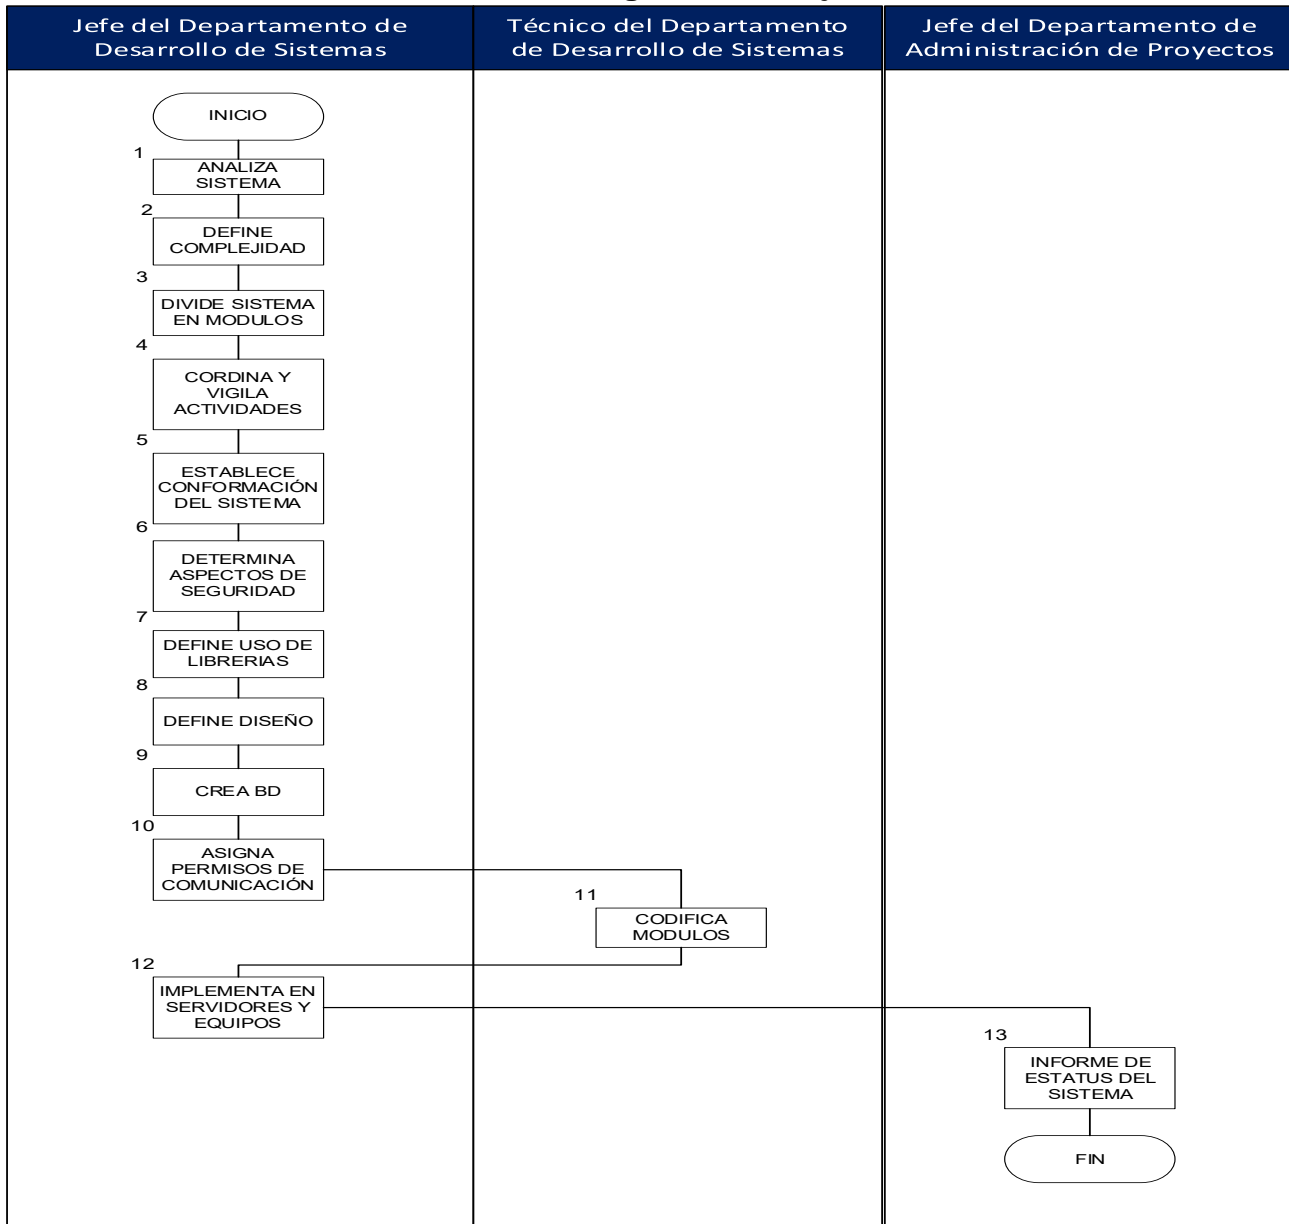 Jefe del Departamento de
Desarrollo de Sistemas
Técnico del Departamento
de Desarrollo de Sistemas
Jefe del Departamento de
Administración de Proyectos
INICIO
1
ANALIZA
SISTEMA
2
DEFINE
COMPLEJIDAD
3
DIVIDE SISTEMA
EN MODULOS
4
CORDINA Y
VIGILA
ACTIVIDADES
5
ESTABLECE
CONFORMACIÓN
DEL SISTEMA
6
DETERMINA
ASPECTOS DE
SEGURIDAD
7
DEFINE USO DE
LIBRERIAS
8
DEFINE DISEÑO
9
CREA BD
10
ASIGNA
PERMISOS DE
COMUNICACIÓN
11
CODIFICA
MODULOS
12
IMPLEMENTA EN
SERVIDORES Y
EQUIPOS
13
INFORME DE
ESTATUS DEL
SISTEMA
FIN